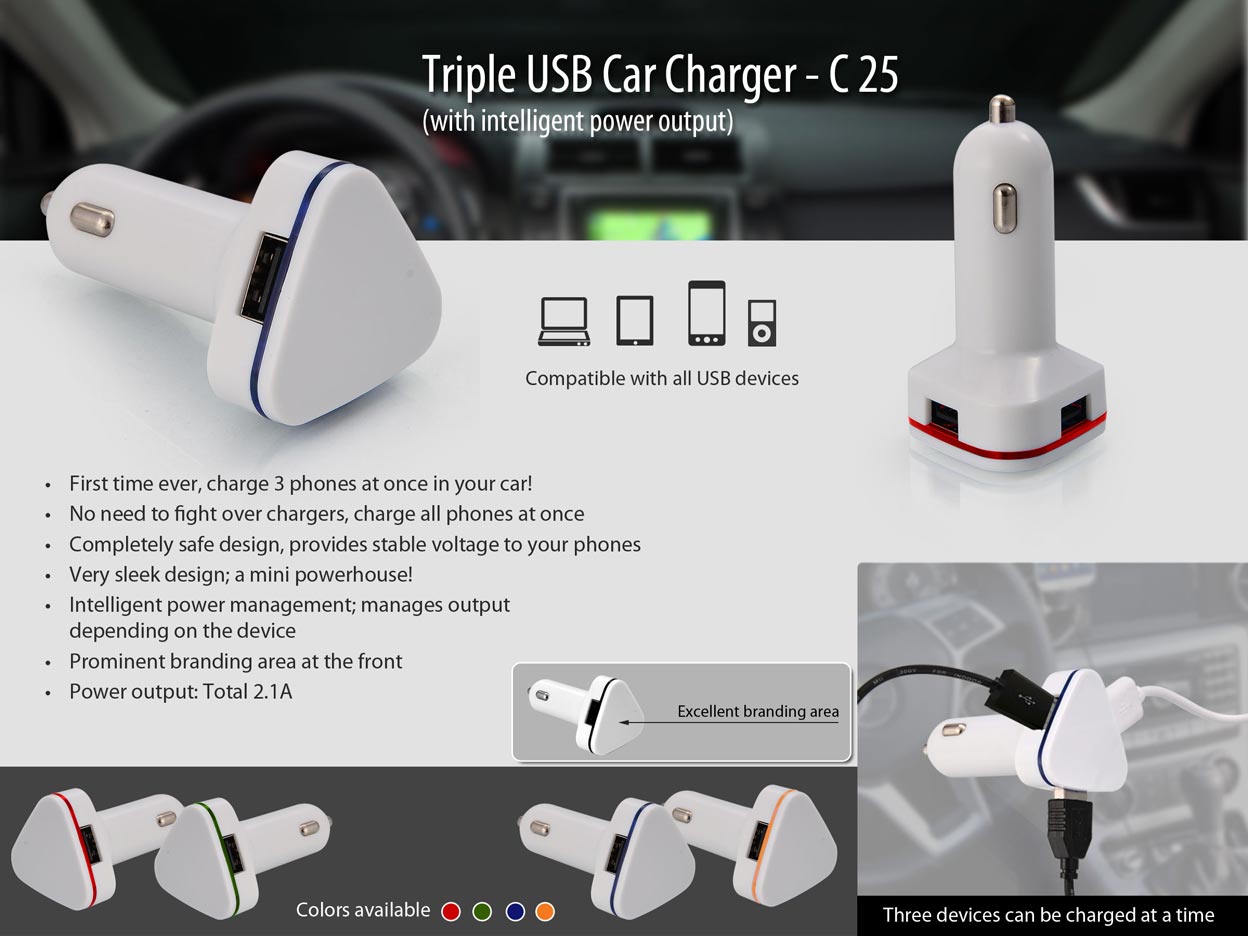 Triple USB Car Charger - C 25
(with intelligent power output)
Compatible with all USB devices
• First time ever, charge 3 phones at once in your car!
• No need to fight over chargers, charge all phones at once
• Completely safe design, provides stable voltage to your phones
• Very sleek design; a mini powerhouse!
• Intelligent power management; manages output
depending on the device
• Prominent branding area at the front
• Power output: Total 2.1A
Excellent branding area
Colors available
Three devices can be charged at a time